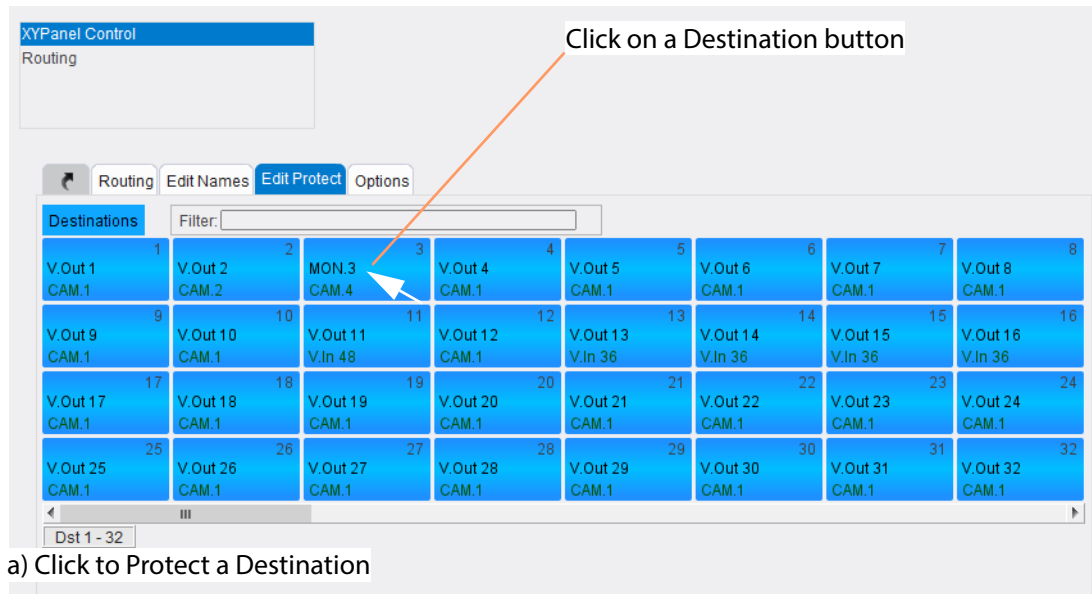 XYPanel Control
Routing
Click on a Destination button
Routing Edit Names Edit Protect Options
Destinations Filter:
1 2 3 4 5 6 7 8
V.Out 1 V.Out 2 MON.3 V.Out 4 V.Out 5 V.Out 6 V.Out 7 V.Out 8
CAM.1 CAM.2 CAM.4 CAM.1 CAM.1 CAM.1 CAM.1 CAM.1
9 10 11 12 13 14 15 16
V.Out 9 V.Out 10 V.Out 11 V.Out 12 V.Out 13 V.Out 14 V.Out 15 V.Out 16
CAM.1 CAM.1 V.In 48 CAM.1 V.In 36 V.In 36 V.In 36 V.In 36
17 18 19 20 21 22 23 24
V.Out 17 V.Out 18 V.Out 19 V.Out 20 V.Out 21 V.Out 22 V.Out 23 V.Out 24
CAM.1 CAM.1 CAM.1 CAM.1 CAM.1 CAM.1 CAM.1 CAM.1
25 26 27 28 29 30 31 32
V.Out 25 V.Out 26 V.Out 27 V.Out 28 V.Out 29 V.Out 30 V.Out 31 V.Out 32
CAM.1 CAM.1 CAM.1 CAM.1 CAM.1 CAM.1 CAM.1 CAM.1
Dst 1 - 32
a) Click to Protect a Destination